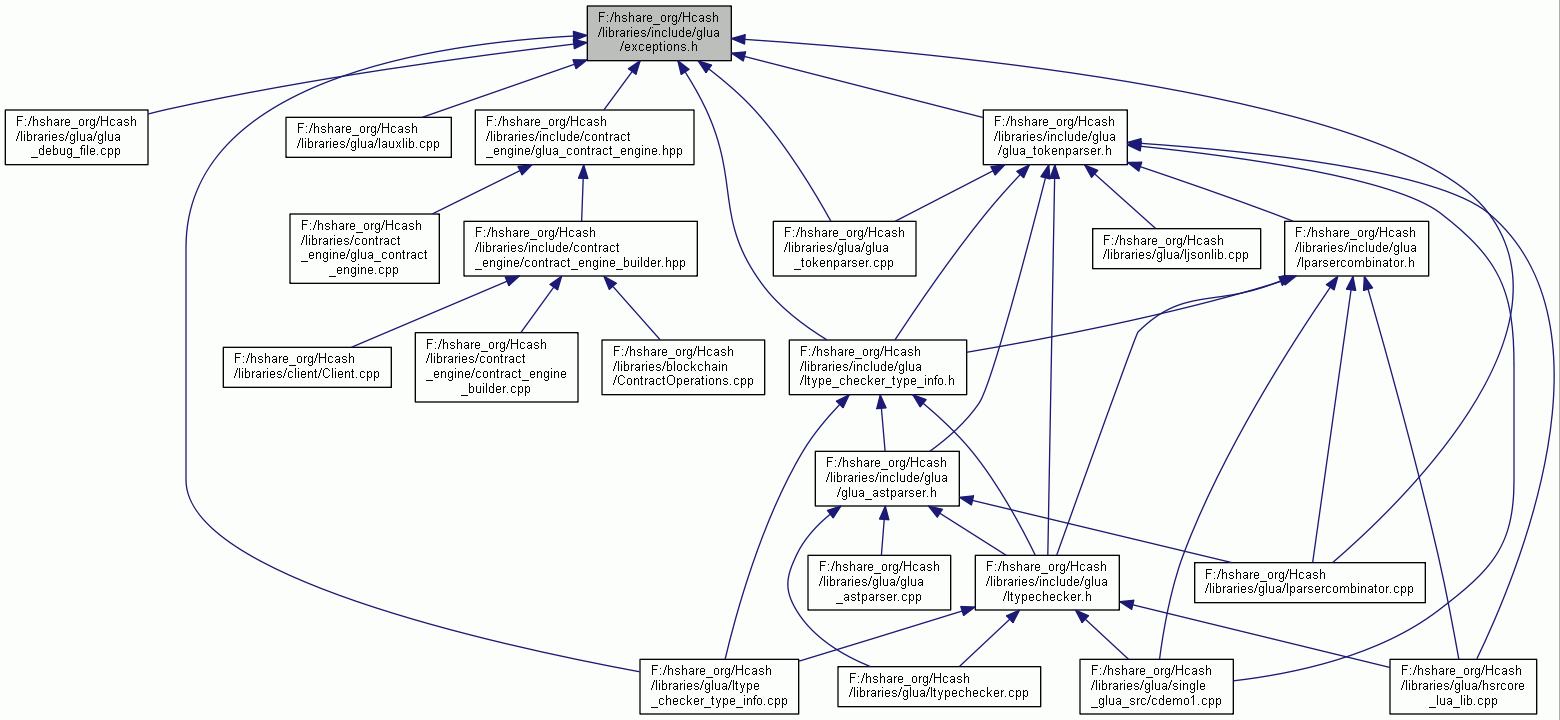 F:/hshare_org/Hcash
/libraries/include/glua
/exceptions.h
F:/hshare_org/Hcash
/libraries/glua/glua
_debug_file.cpp
F:/hshare_org/Hcash
/libraries/glua/lauxlib.cpp
F:/hshare_org/Hcash
/libraries/include/contract
_engine/glua_contract_engine.hpp
F:/hshare_org/Hcash
/libraries/include/glua
/glua_tokenparser.h
F:/hshare_org/Hcash
/libraries/contract
_engine/glua_contract
_engine.cpp
F:/hshare_org/Hcash
/libraries/include/contract
_engine/contract_engine_builder.hpp
F:/hshare_org/Hcash
/libraries/glua/glua
_tokenparser.cpp
F:/hshare_org/Hcash
/libraries/glua/ljsonlib.cpp
F:/hshare_org/Hcash
/libraries/include/glua
/lparsercombinator.h
F:/hshare_org/Hcash
/libraries/client/Client.cpp
F:/hshare_org/Hcash
/libraries/contract
_engine/contract_engine
_builder.cpp
F:/hshare_org/Hcash
/libraries/blockchain
/ContractOperations.cpp
F:/hshare_org/Hcash
/libraries/include/glua
/ltype_checker_type_info.h
F:/hshare_org/Hcash
/libraries/include/glua
/glua_astparser.h
F:/hshare_org/Hcash
/libraries/glua/glua
_astparser.cpp
F:/hshare_org/Hcash
/libraries/include/glua
/ltypechecker.h
F:/hshare_org/Hcash
/libraries/glua/lparsercombinator.cpp
F:/hshare_org/Hcash
/libraries/glua/ltype
_checker_type_info.cpp
F:/hshare_org/Hcash
/libraries/glua/ltypechecker.cpp
F:/hshare_org/Hcash
/libraries/glua/single
_glua_src/cdemo1.cpp
F:/hshare_org/Hcash
/libraries/glua/hsrcore
_lua_lib.cpp